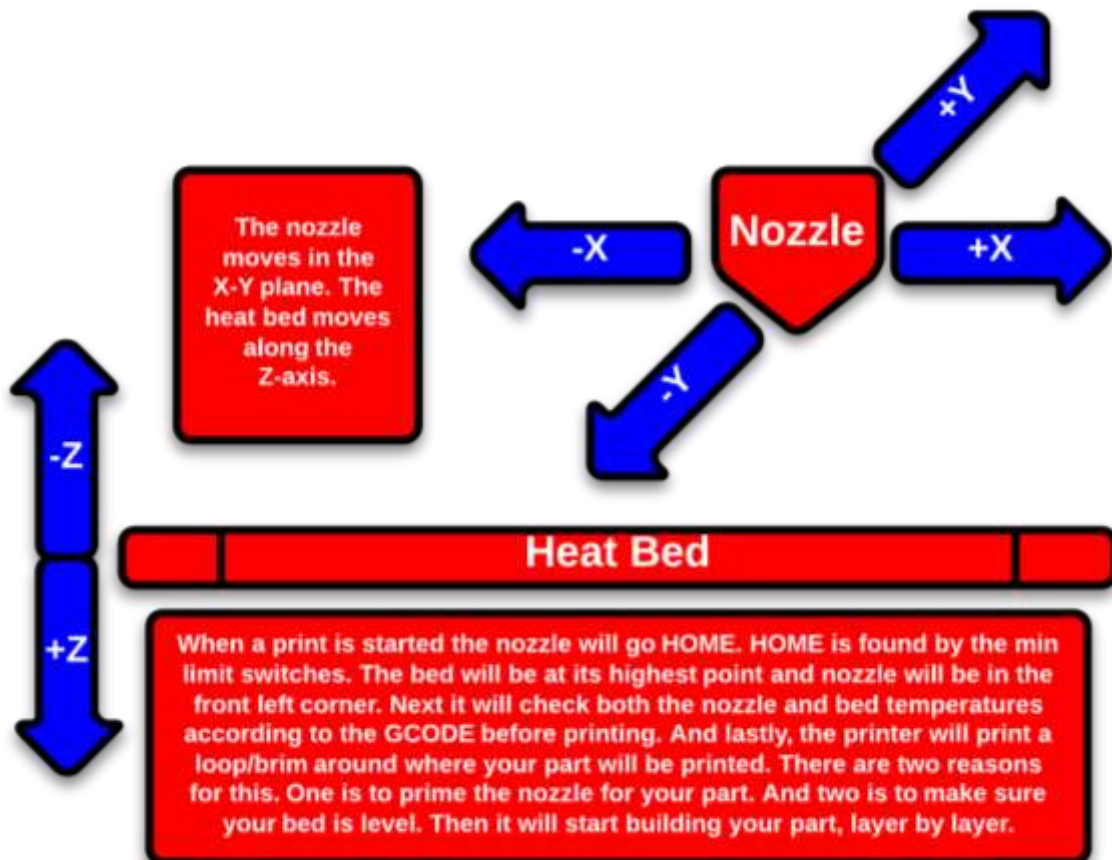 +Y
The nozzle
moves in the
X-Y plane. The
heat bed moves
along the
Z-axis.
-X
Nozzle
+X
-Y
-Z
+Z
Heat Bed
When a print is started the nozzle will go HOME. HOME is found by the min
limit switches. The bed will be at its highest point and nozzle will be in the
front left corner. Next it will check both the nozzle and bed temperatures
according to the GCODE before printing. And lastly, the printer will print a
loop/brim around where your part will be printed. There are two reasons
for this. One is to prime the nozzle for your part. And two is to make sure
your bed is level. Then it will start building your part, layer by layer.